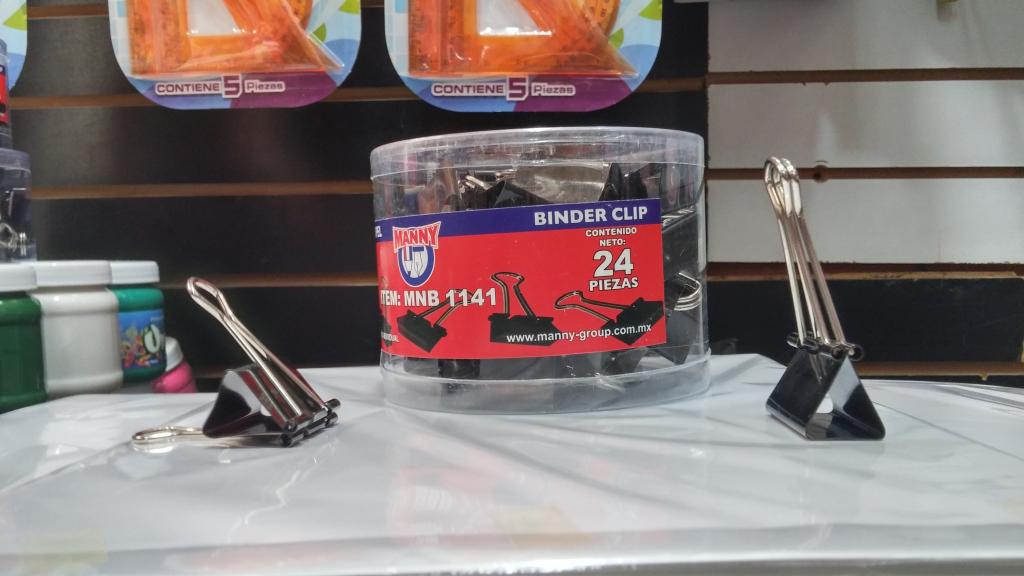 CONTIENE 5 Piezas
CONTIENE 5 Piezas
BINDER CLIP
MANNY
CONTENIDO
NETO:
24
PIEZAS
ITEM: MNB 1141
www.manny-group.com.mx